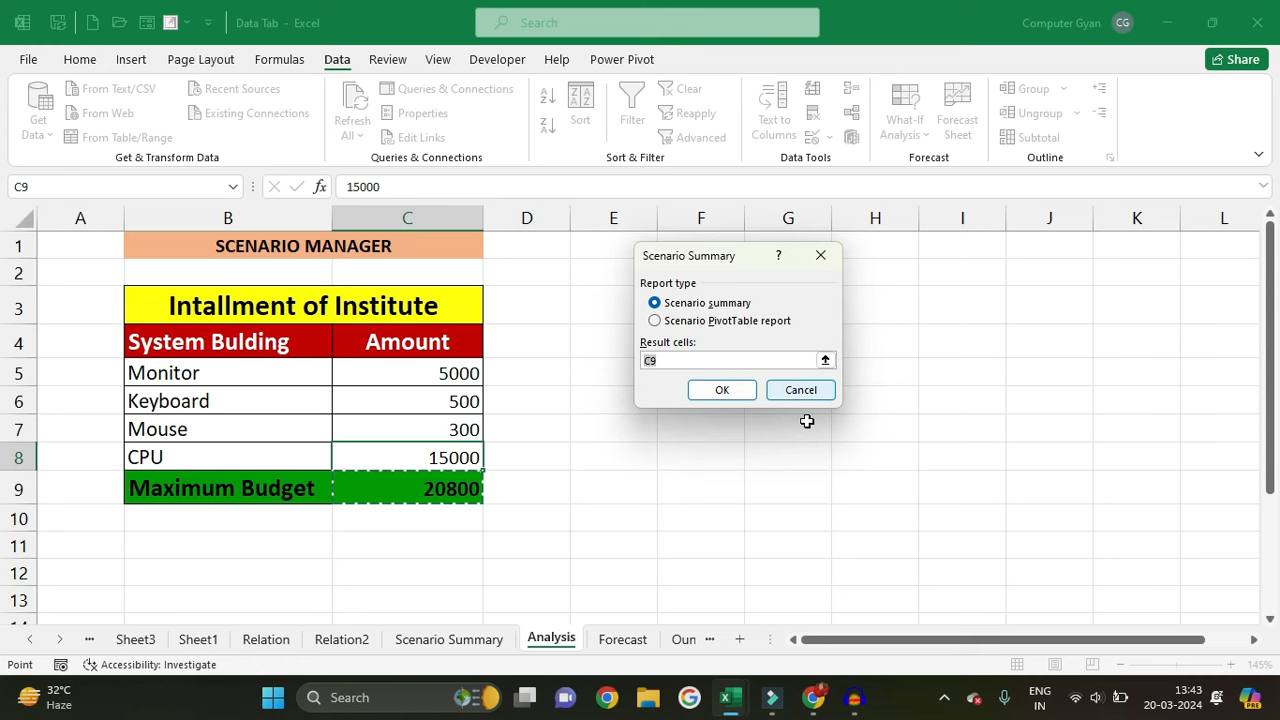 Data Tab - Excel
Search
Computer Gyan
CG
File
Home
Insert
Page Layout
Formulas
Data
Review
View
Developer
Help
Power Pivot
Share
Get Data
From Text/CSV
From Web
From Table/Range
Recent Sources
Existing Connections
Get & Transform Data
Refresh All
Queries & Connections
Properties
Edit Links
Queries & Connections
Sort
Filter
Clear
Reapply
Advanced
Sort & Filter
Text to Columns
Data Tools
What-If Analysis
Forecast Sheet
Forecast
Group
Ungroup
Subtotal
Outline
C9
fx
15000
A B C D E F G H I J K L
1 SCENARIO MANAGER
2
3 Intallment of Institute
4 System Bulding Amount
5 Monitor 5000
6 Keyboard 500
7 Mouse 300
8 CPU 15000
9 Maximum Budget 20800
10
11
12
13
Scenario Summary
?
Report type
Scenario summary
Scenario PivotTable report
Result cells:
C9
OK
Cancel
Sheet3
Sheet1
Relation
Relation2
Scenario Summary
Analysis
Forecast
Oun
Point
Accessibility: Investigate
145%
32°C
Haze
Search
ENG
IN
13:43
20-03-2024
PRE